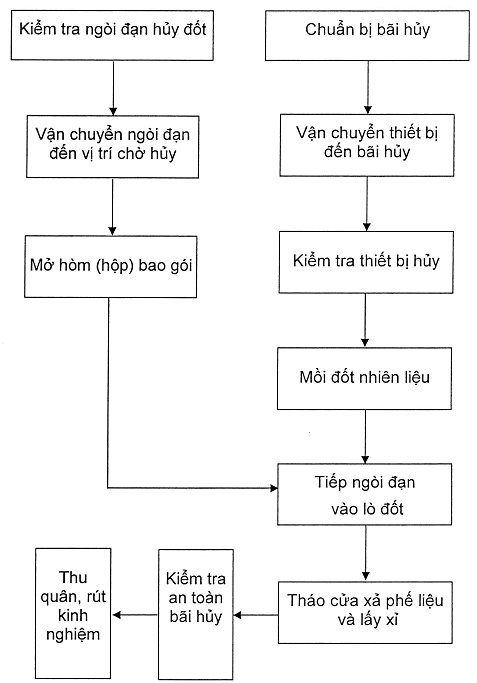 Kiểm tra ngòi đạn hủy đốt
Chuẩn bị bãi hủy
Vận chuyển ngòi đạn
đến vị trí chờ hủy
Vận chuyển thiết bị
đến bãi hủy
Mở hòm (hộp) bao gói
Kiểm tra thiết bị hủy
Mồi đốt nhiên liệu
Tiếp ngòi đạn
vào lò đốt
Thu
quân, rút
kinh
nghiệm
Kiểm tra
an toàn
bãi hủy
Tháo cửa xả phế liệu
và lấy xỉ